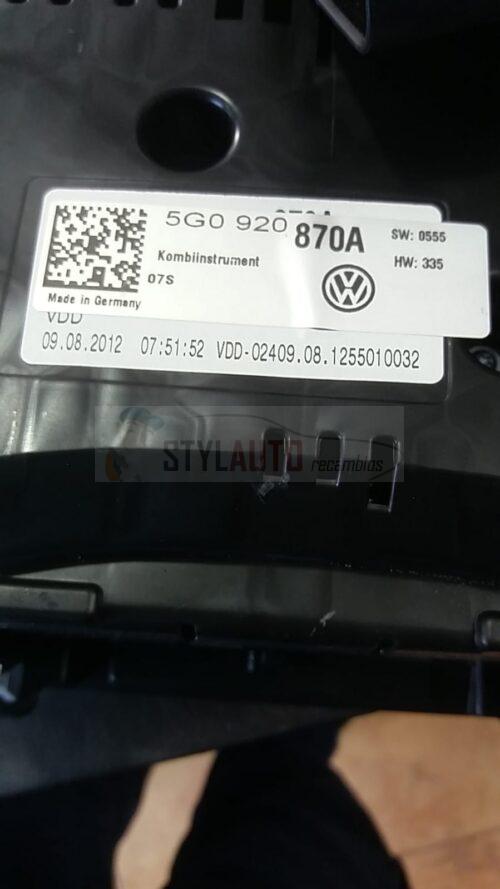 5G0 920 870A
SW: 0555
Kombiinstrument
HW: 335
07S
Made in Germany
VDD
09.08.2012 07:51:52 VDD-02409.08.1255010032
STYLAUTO
recambios